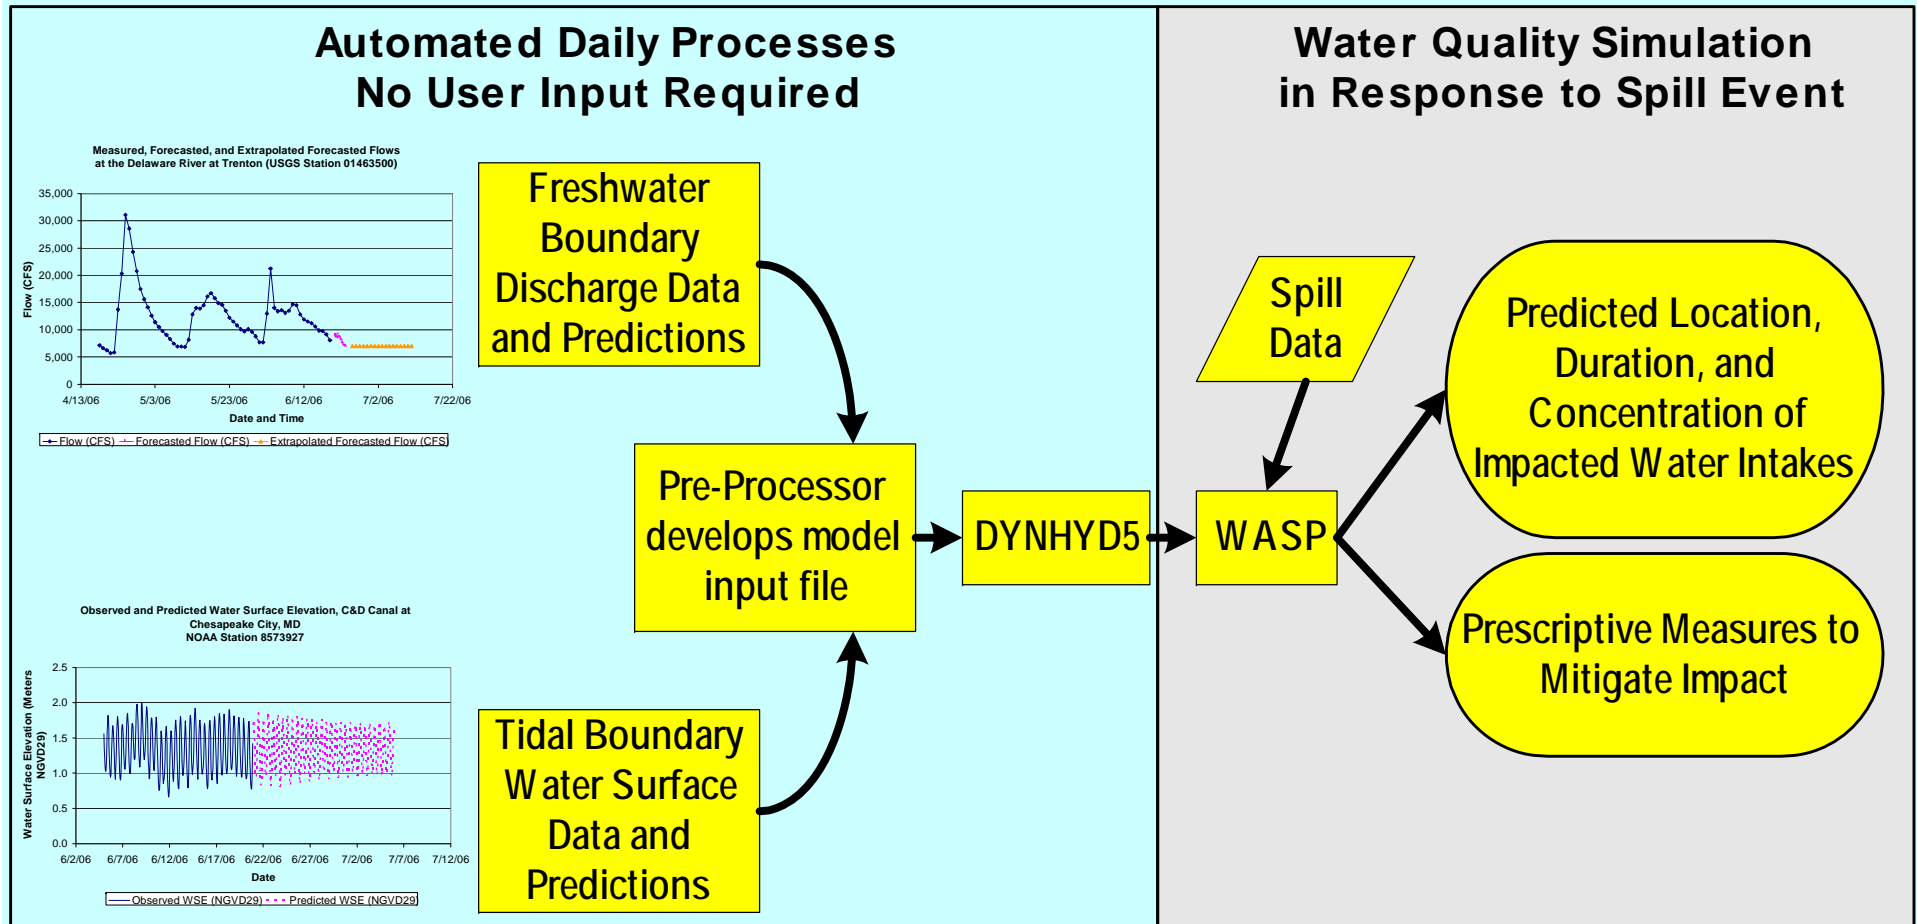 Automated Daily Processes
No User Input Required
Water Quality Simulation
in Response to Spill Event
Measured, Forecasted, and Extrapolated Forecasted Flows
at the Delaware River at Trenton (USGS Station 01463500)
Flow (CFS)
35,000
30,000
25,000
20,000
15,000
10,000
5,000
0
4/13/06 5/3/06 5/23/06 6/12/06 7/2/06 7/22/06
Date and Time
Flow (CFS) Forecasted Flow (CFS) Extrapolated Forecasted Flow (CFS)
Freshwater
Boundary
Discharge Data
and Predictions
Pre-Processor
develops model
input file
DYNHYD5
Spill
Data
WASP
Predicted Location,
Duration, and
Concentration of
Impacted Water Intakes
Prescriptive Measures to
Mitigate Impact
Observed and Predicted Water Surface Elevation, C&D Canal at
Chesapeake City, MD
NOAA Station 8573927
Water Surface Elevation (Meters
NGVD29)
2.5
2.0
1.5
1.0
0.5
0.0
6/2/06 6/7/06 6/12/06 6/17/06 6/22/06 6/27/06 7/2/06 7/7/06 7/12/06
Date
Observed WSE (NGVD29) Predicted WSE (NGVD29)
Tidal Boundary
Water Surface
Data and
Predictions